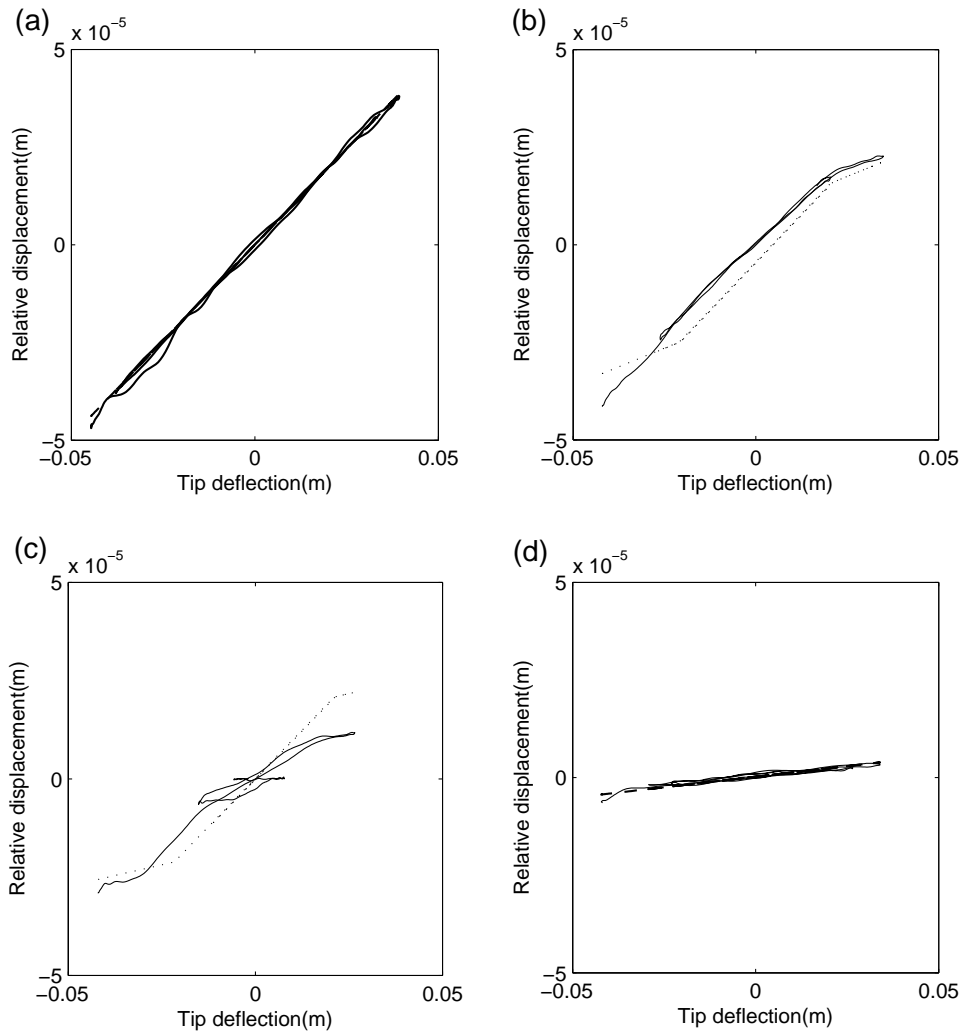 (a)
x 10−5
5
Relative displacement(m)
0
−5
−0.05 0 0.05
Tip deflection(m)
(b)
x 10−5
5
Relative displacement(m)
0
−5
−0.05 0 0.05
Tip deflection(m)
(c)
x 10−5
5
Relative displacement(m)
0
−5
−0.05 0 0.05
Tip deflection(m)
(d)
x 10−5
5
Relative displacement(m)
0
−5
−0.05 0 0.05
Tip deflection(m)